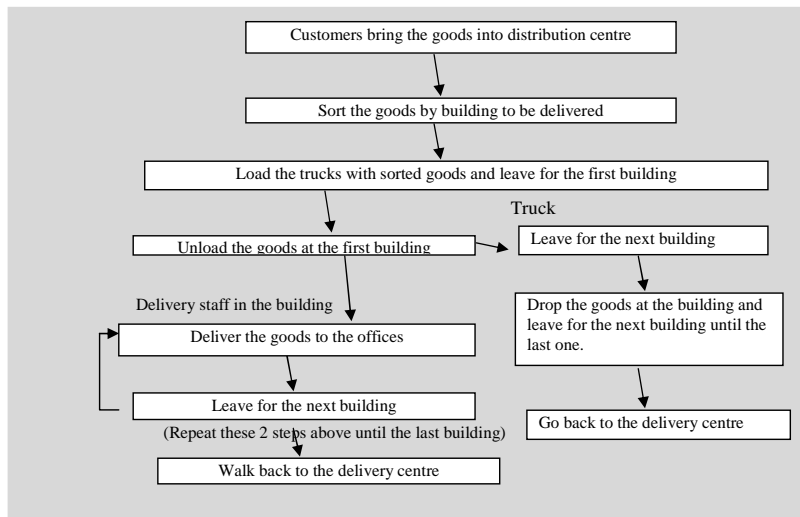 Customers bring the goods into distribution centre
Sort the goods by building to be delivered
Load the trucks with sorted goods and leave for the first building
Truck
Unload the goods at the first building
Leave for the next building
Delivery staff in the building
Drop the goods at the building and
leave for the next building until the
last one.
Deliver the goods to the offices
Leave for the next building
(Repeat these 2 steps above until the last building)
Go back to the delivery centre
Walk back to the delivery centre